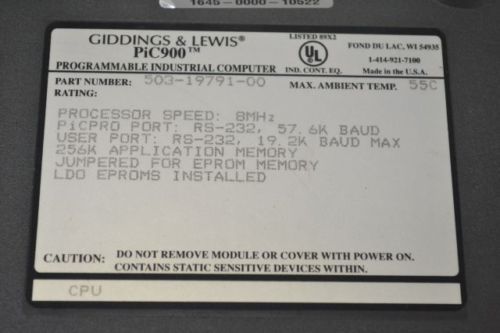 1645-0000-10522
GIDDINGS & LEWIS®
PiC900™
PROGRAMMABLE INDUSTRIAL COMPUTER
LISTED 89X2
UL
IND. CONT. EQ.
FOND DU LAC, WI 54935
1-414-921-7100
Made in the U.S.A.
PART NUMBER: 503-19791-00
MAX. AMBIENT TEMP. 55C
RATING:
PROCESSOR SPEED: 8MHz
PiCPRO PORT: RS-232, 57.6K BAUD
USER PORT: RS-232, 19.2K BAUD MAX
256K APPLICATION MEMORY
JUMPERED FOR EPROM MEMORY
LDO EPROMS INSTALLED
CAUTION: DO NOT REMOVE MODULE OR COVER WITH POWER ON.
CONTAINS STATIC SENSITIVE DEVICES WITHIN.
CPU